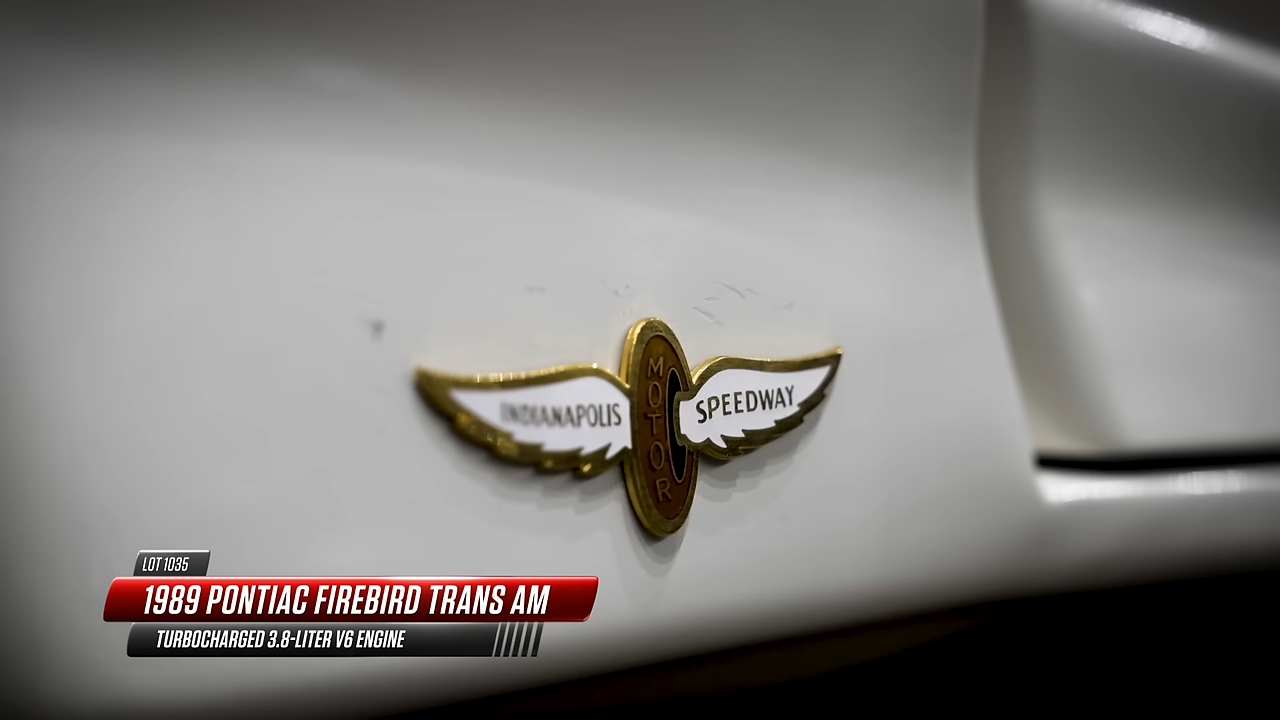 INDIANAPOLIS
MOTOR
SPEEDWAY
LOT 1035
1989 PONTIAC FIREBIRD TRANS AM
TURBOCHARGED 3.8-LITER V6 ENGINE